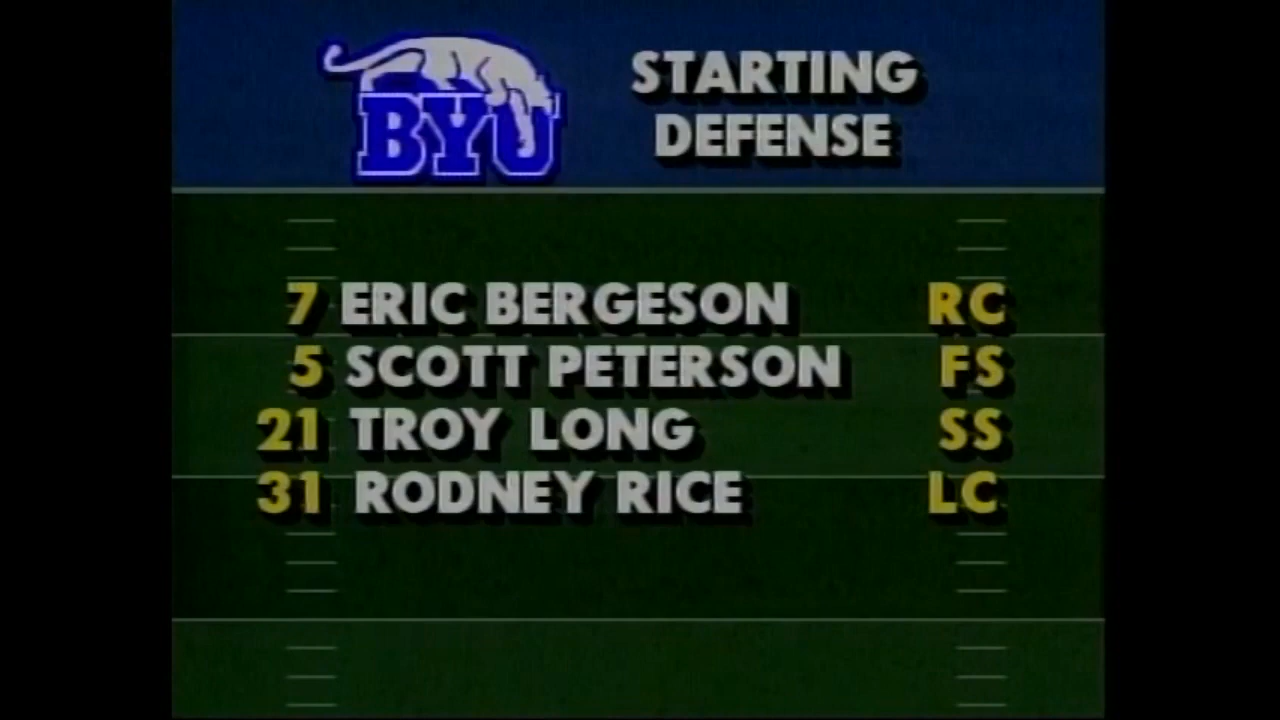 BYU
STARTING
DEFENSE
7 ERIC BERGESON RC
5 SCOTT PETERSON FS
21 TROY LONG SS
31 RODNEY RICE LC